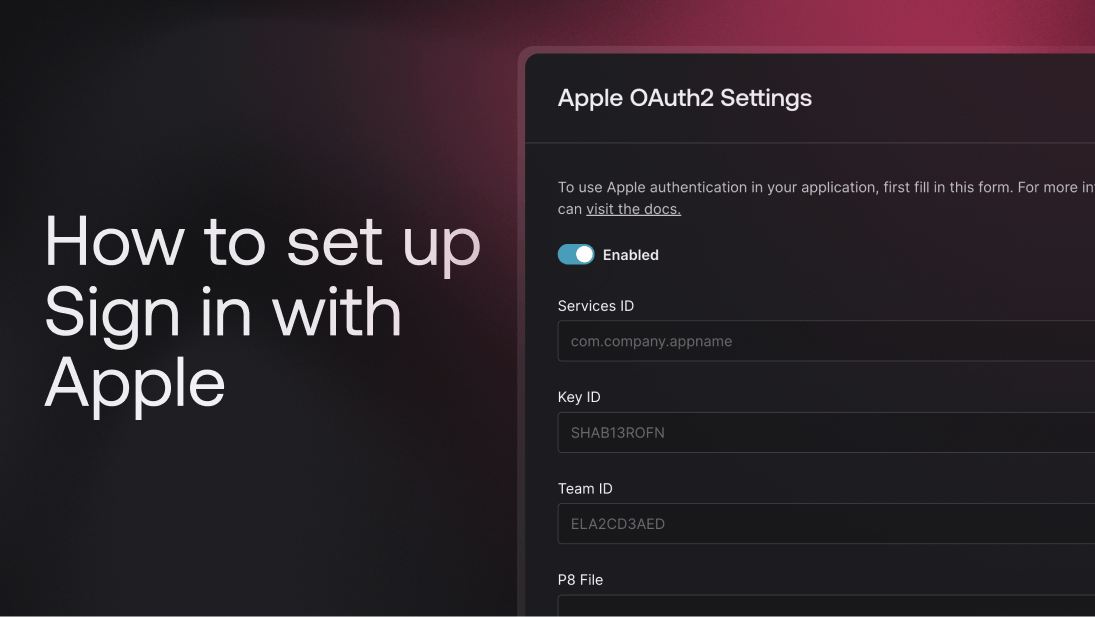 How to set up
Sign in with
Apple
Apple OAuth2 Settings
To use Apple authentication in your application, first fill in this form. For more
can visit the docs.
Enabled
Services ID
com.company.appname
Key ID
SHAB13ROFN
Team ID
ELA2CD3AED
P8 File